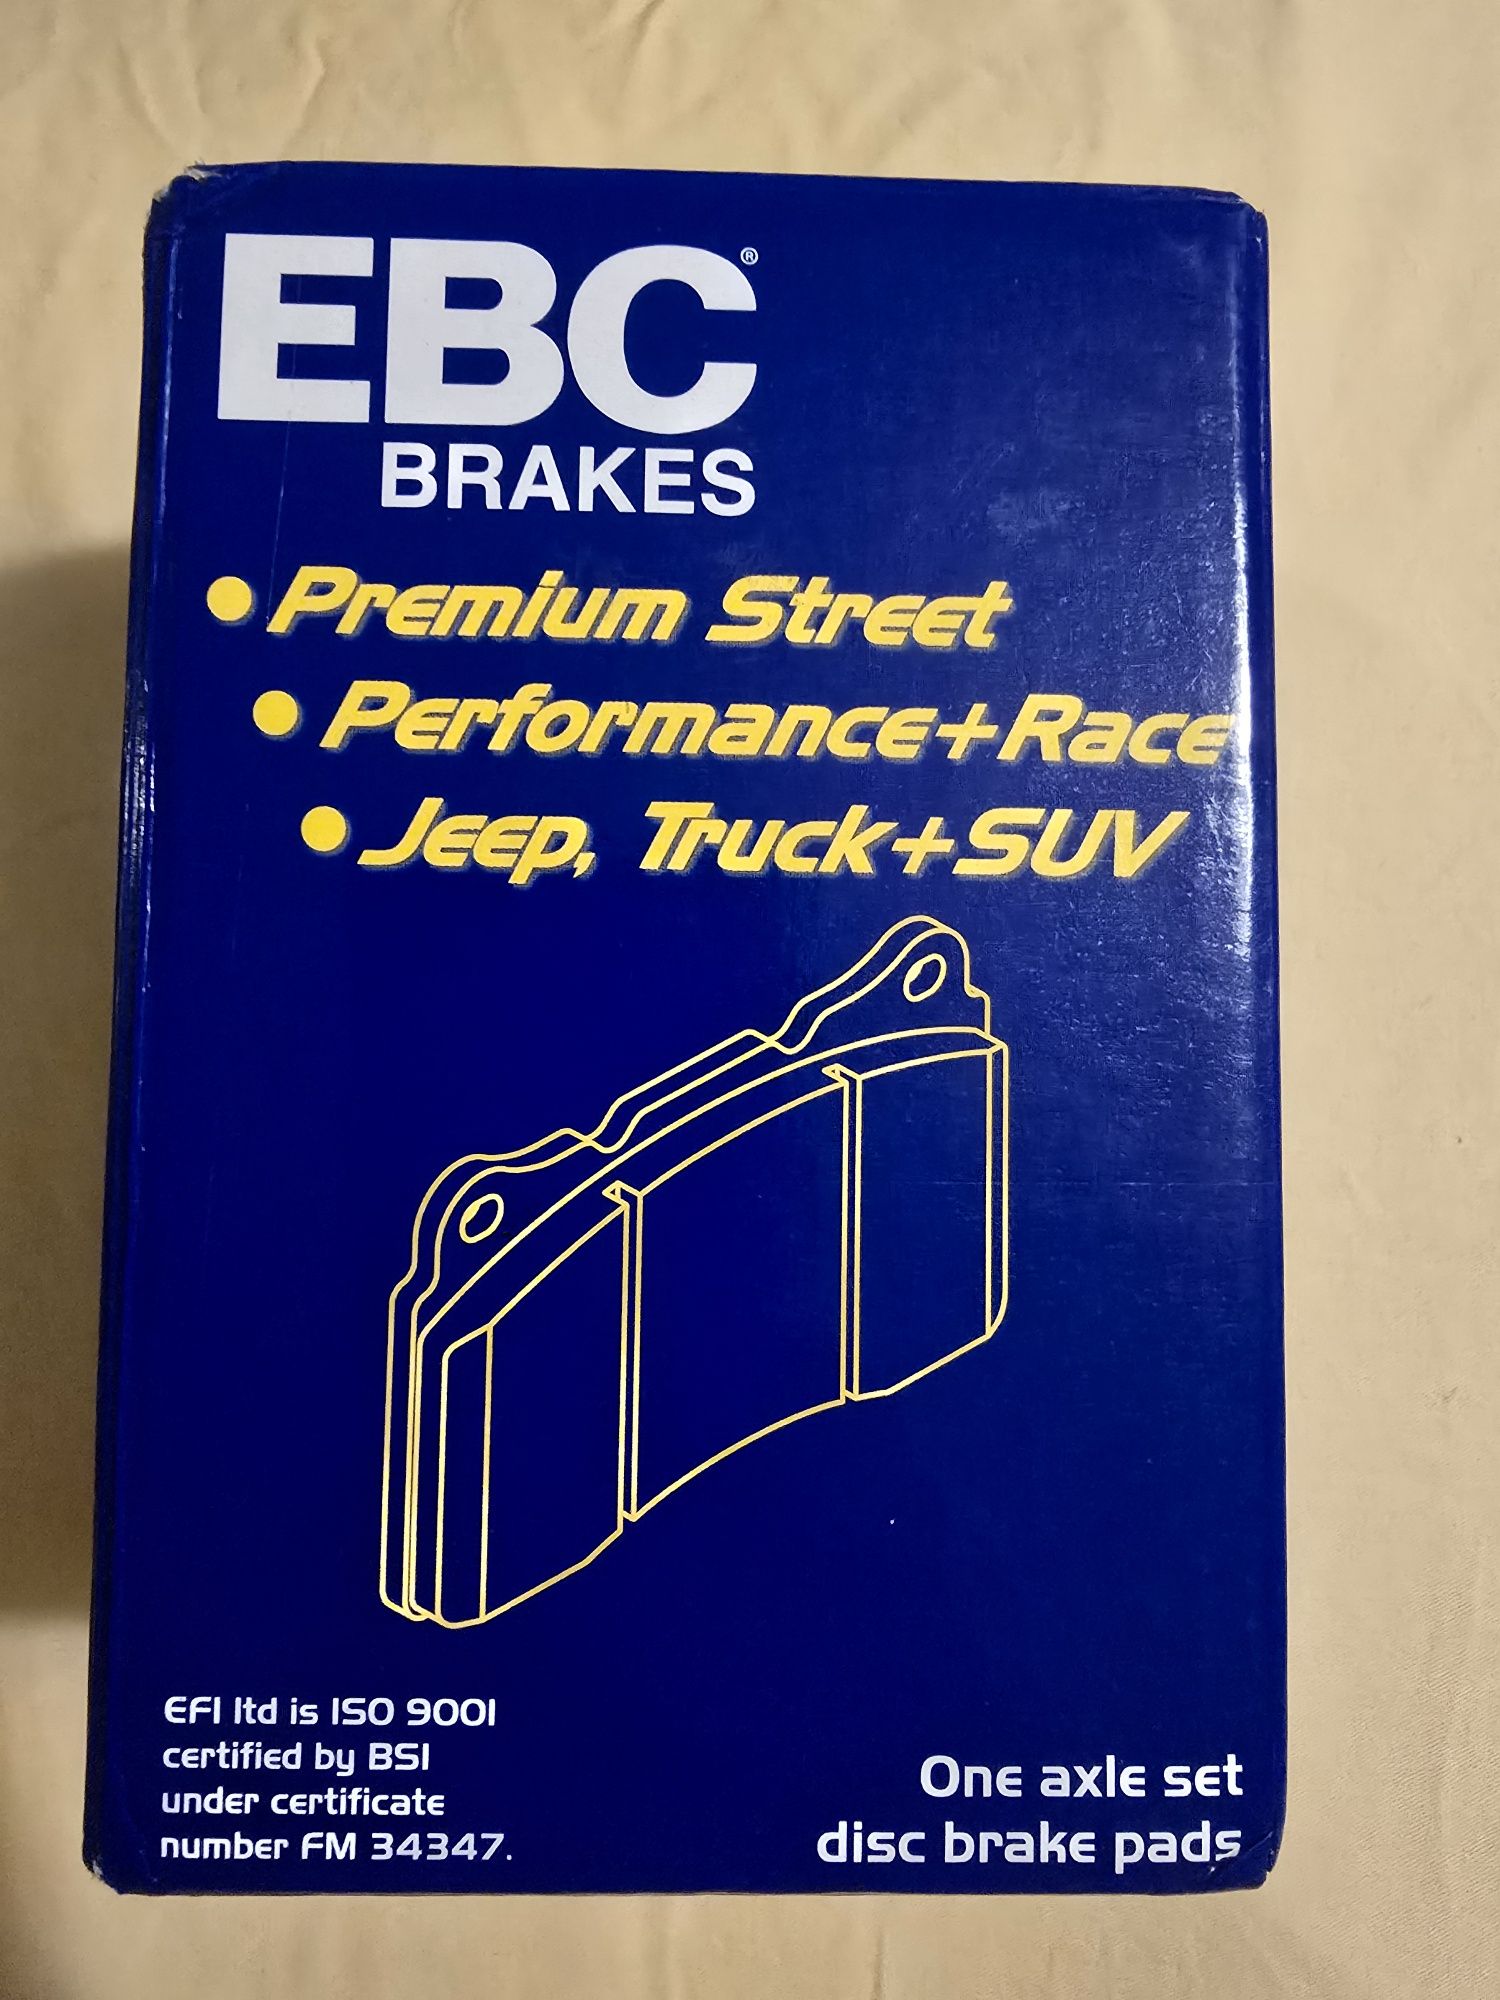 EBC®
BRAKES
• Premium Street
• Performance+Race
• Jeep, Truck+SUV
EFI ltd is ISO 9001
certified by BSI
under certificate
number FM 34347.
One axle set
disc brake pads